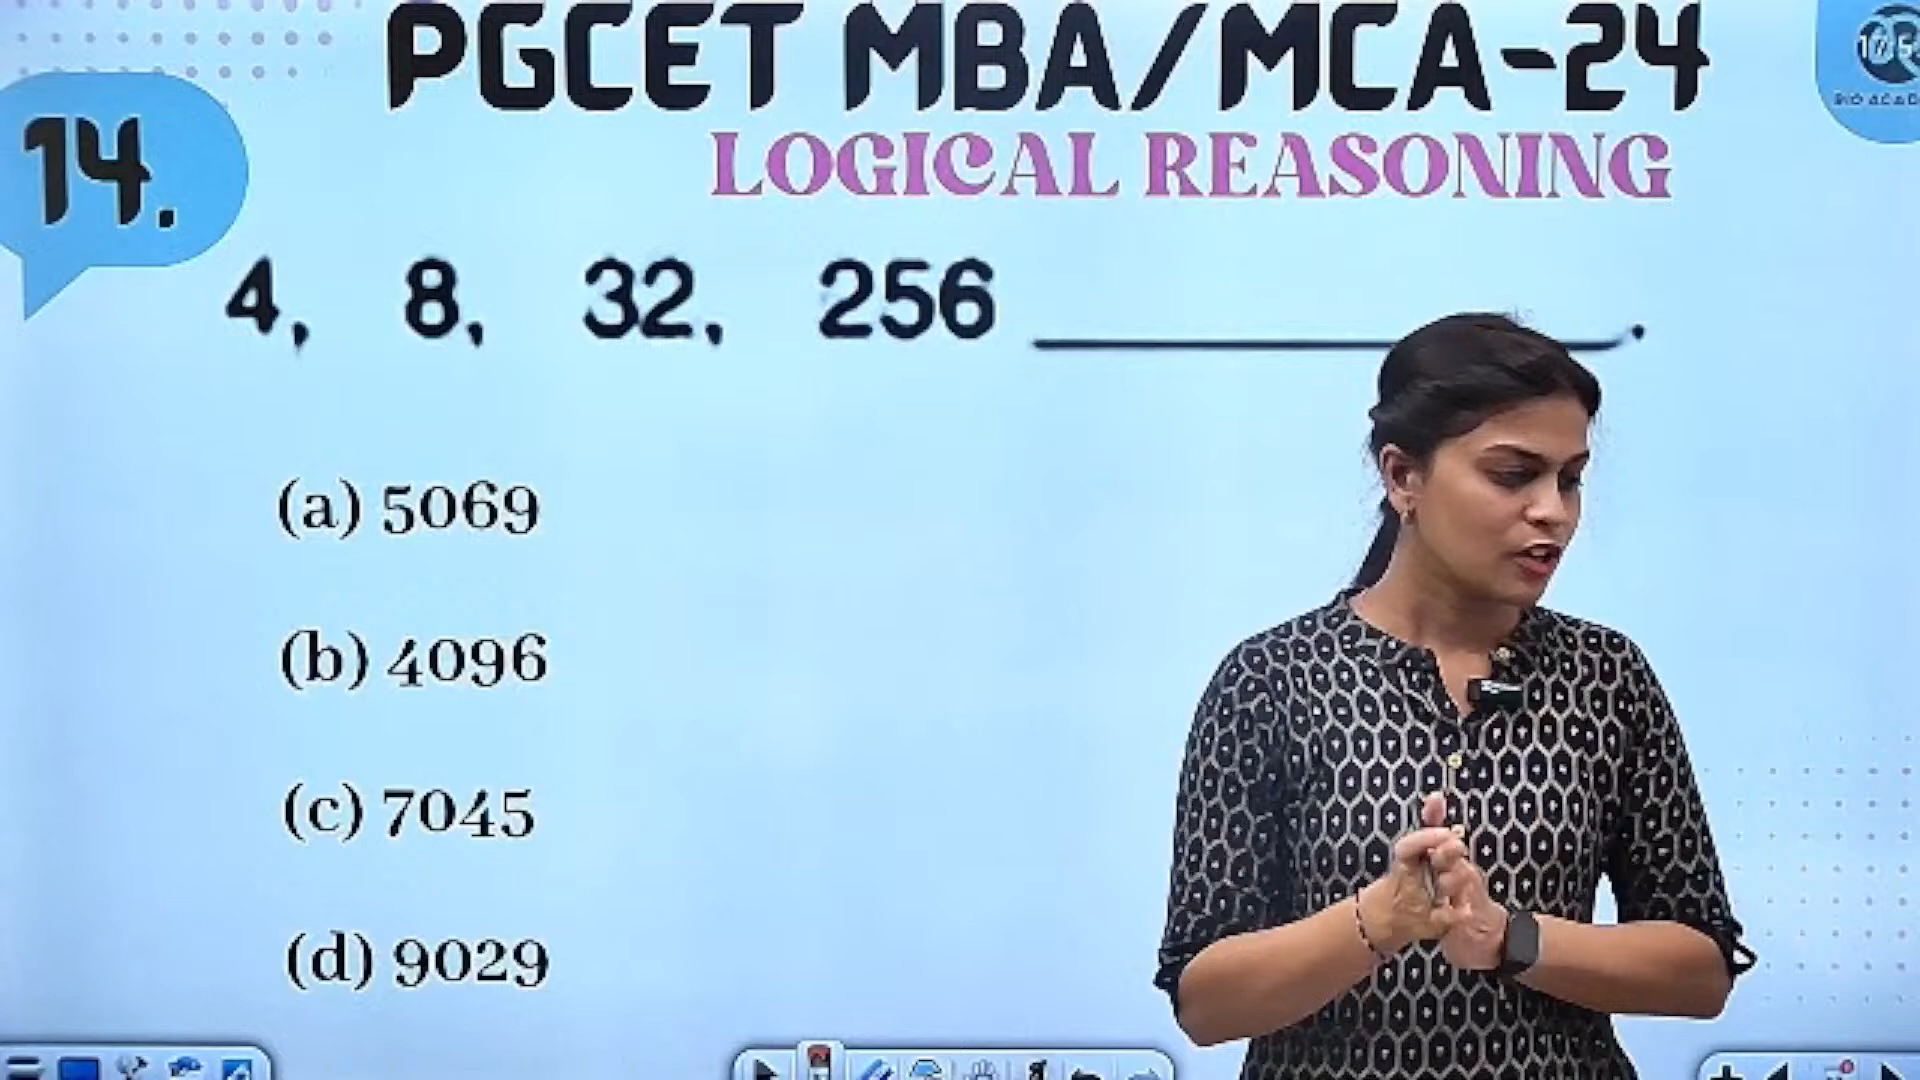 PGCET MBA/MCA-24
LOGICAL REASONING
14.
4, 8, 32, 256 ________.
(a) 5069
(b) 4096
(c) 7045
(d) 9029